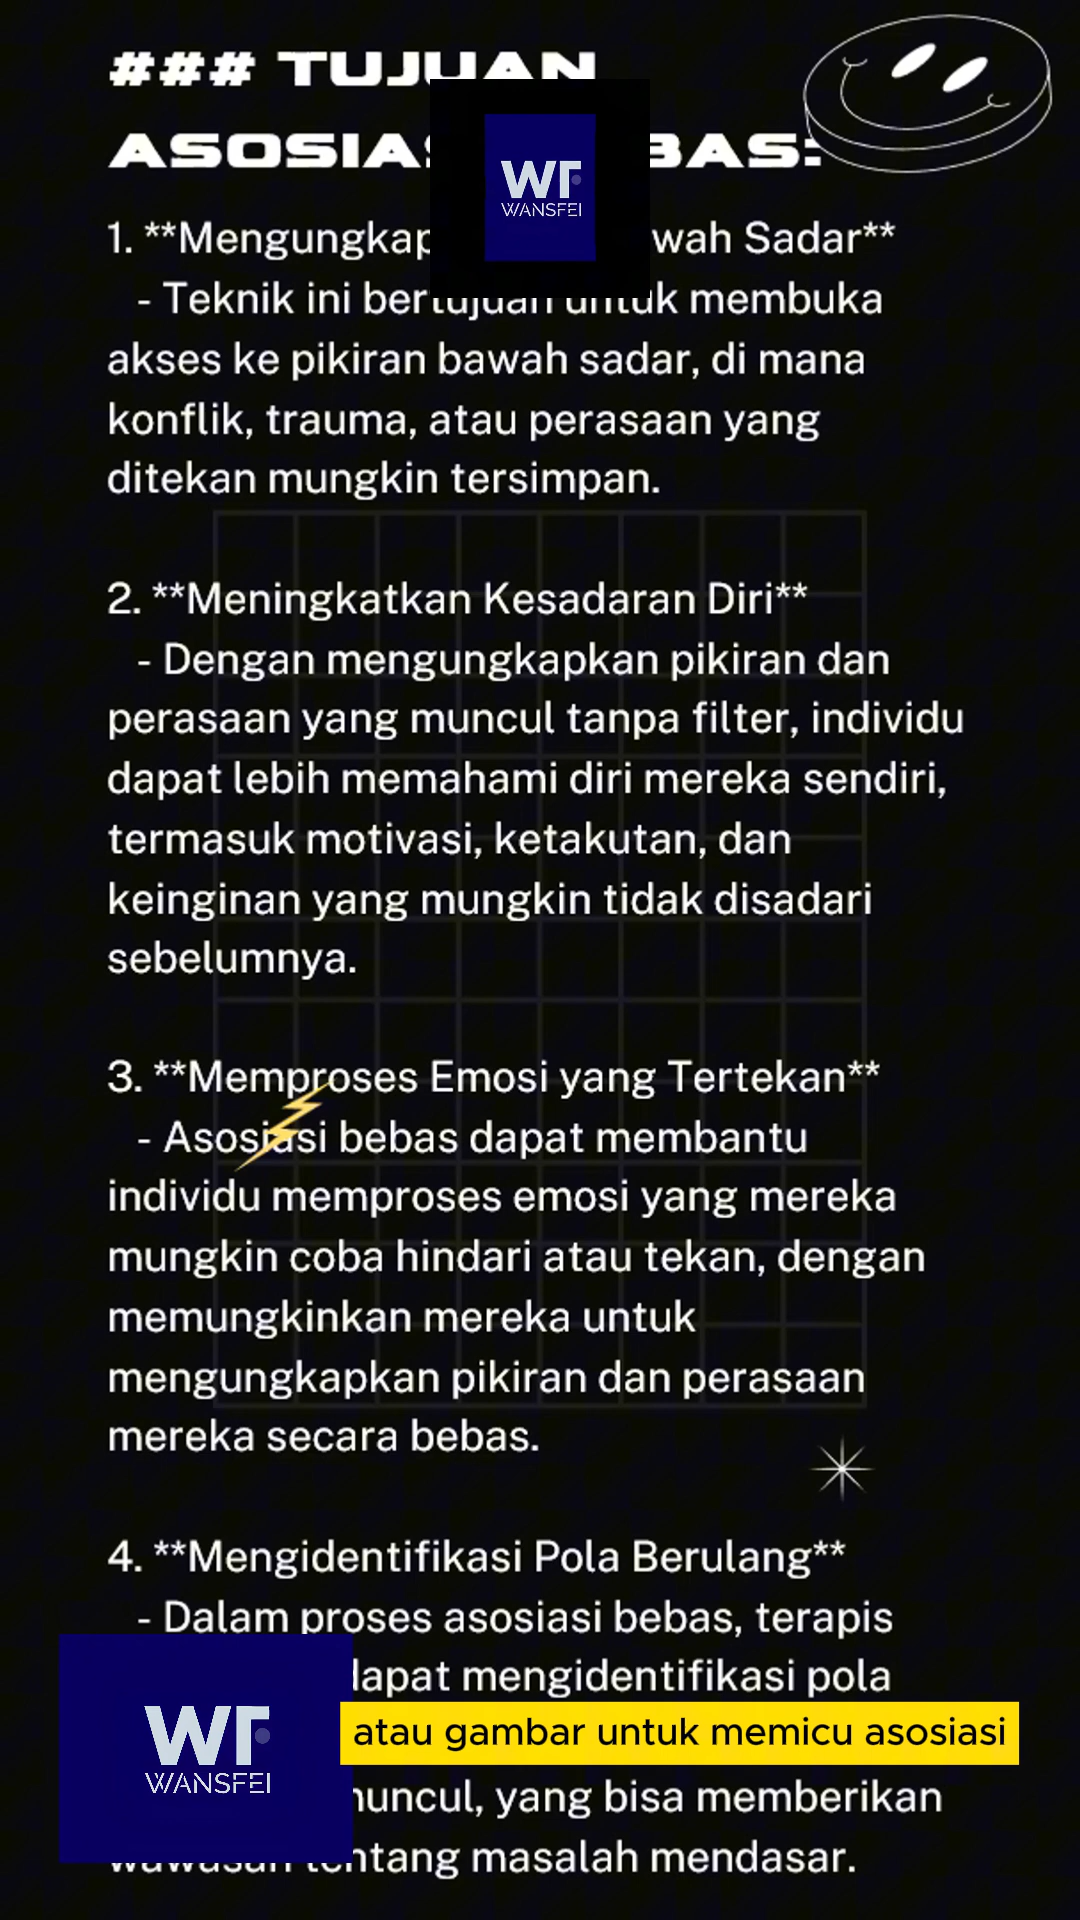 ### TUJUAN
WF
WANSFEI
1. **Mengungkap wah Sadar**
- Teknik ini bertujuan untuk membuka
akses ke pikiran bawah sadar, di mana
konflik, trauma, atau perasaan yang
ditekan mungkin tersimpan.
2. **Meningkatkan Kesadaran Diri**
- Dengan mengungkapkan pikiran dan
perasaan yang muncul tanpa filter, individu
dapat lebih memahami diri mereka sendiri,
termasuk motivasi, ketakutan, dan
keinginan yang mungkin tidak disadari
sebelumnya.
3. **Memproses Emosi yang Tertekan**
- Asosiasi bebas dapat membantu
individu memproses emosi yang mereka
mungkin coba hindari atau tekan, dengan
memungkinkan mereka untuk
mengungkapkan pikiran dan perasaan
mereka secara bebas.
4. **Mengidentifikasi Pola Berulang**
- Dalam proses asosiasi bebas, terapis
dapat mengidentifikasi pola
atau gambar untuk memicu asosiasi
WF
WANSFEI
muncul, yang bisa memberikan
wawasan tentang masalah mendasar.